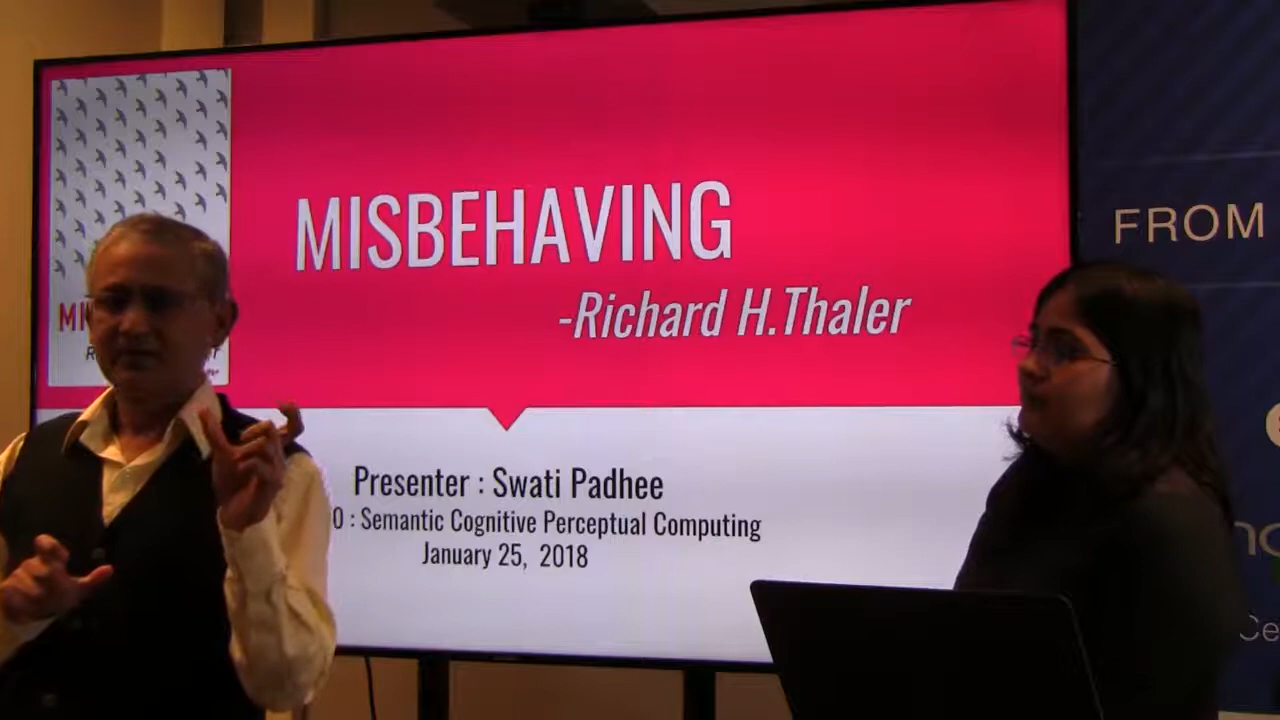 MISBEHAVING
-Richard H.Thaler
Presenter : Swati Padhee
0 : Semantic Cognitive Perceptual Computing
January 25, 2018
FROM